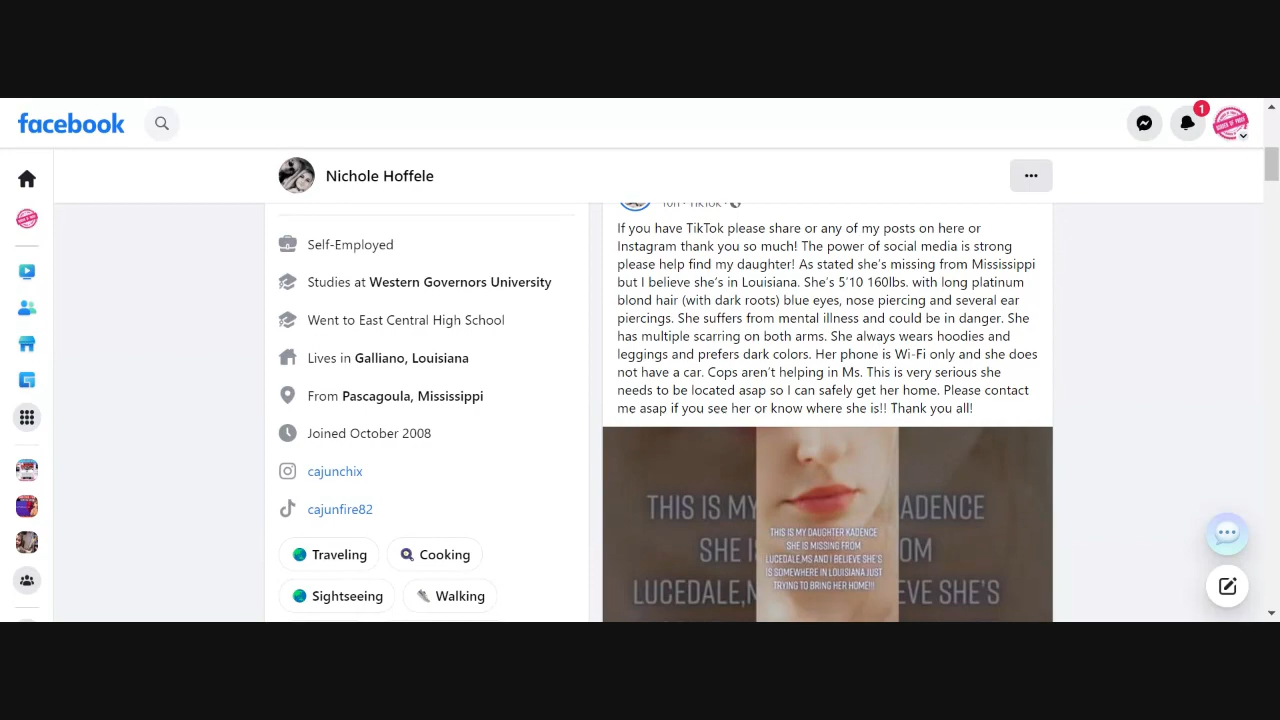 facebook
1
Nichole Hoffele
Self-Employed
Studies at Western Governors University
Went to East Central High School
Lives in Galliano, Louisiana
From Pascagoula, Mississippi
Joined October 2008
cajunchix
cajunfire82
Traveling
Cooking
Sightseeing
Walking
If you have TikTok please share or any of my posts on here or
Instagram thank you so much! The power of social media is strong
please help find my daughter! As stated she's missing from Mississippi
but I believe she's in Louisiana. She's 5'10 160lbs. with long platinum
blond hair (with dark roots) blue eyes, nose piercing and several ear
piercings. She suffers from mental illness and could be in danger. She
has multiple scarring on both arms. She always wears hoodies and
leggings and prefers dark colors. Her phone is Wi-Fi only and she does
not have a car. Cops aren't helping in Ms. This is very serious she
needs to be located asap so I can safely get her home. Please contact
me asap if you see her or know where she is!! Thank you all!
THIS IS MY
ADENCE
SHE
OM
LUCEDALE,
EVE SHE'S
THIS IS MY DAUGHTER KADENCE
SHE IS MISSING FROM
LUCEDALE,MS AND I BELIEVE SHE'S
IS SOMEWHERE IN LOUISIANA JUST
TRYING TO BRING HER HOME!!!